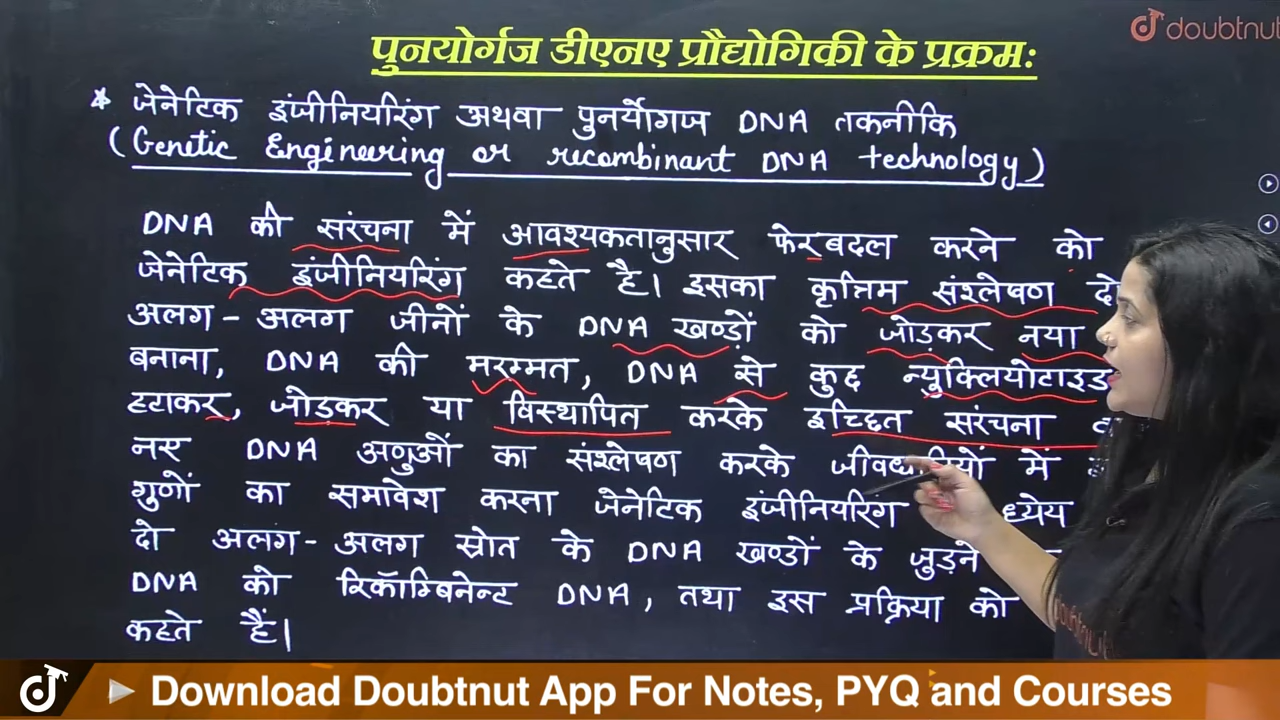 doubtnut
पुनयोर्गज डीएनए प्रौद्योगिकी के प्रक्रम:
* जेनेटिक इंजीनियरिंग अथवा पुनर्योगज DNA तकनीकि
(Genetic Engineering or recombinant DNA technology)
DNA की संरचना में आवश्यकतानुसार फेरबदल करने को
जेनेटिक इंजीनियरिंग कहते है। इसका कृत्तिम संश्लेषण दो
अलग-अलग जीनों के DNA खण्ड़ों को जोड़कर नया
बनाना, DNA की मरम्मत, DNA से कुछ न्युक्लियोटाइड
हटाकर, जोड़कर या विस्थापित करके इच्छित संरचना
नए DNA अणुओं का संश्लेषण करके जीवधारियों में
गुणों का समावेश करना जेनेटिक इंजीनियरिंग ध्येय
दो अलग-अलग स्रोत के DNA खण्डों के जुड़ने
DNA को रिकॉम्बिनेन्ट DNA, तथा इस प्रक्रिया को
कहते हैं।
doubtnut
Download Doubtnut App For Notes, PYQ and Courses